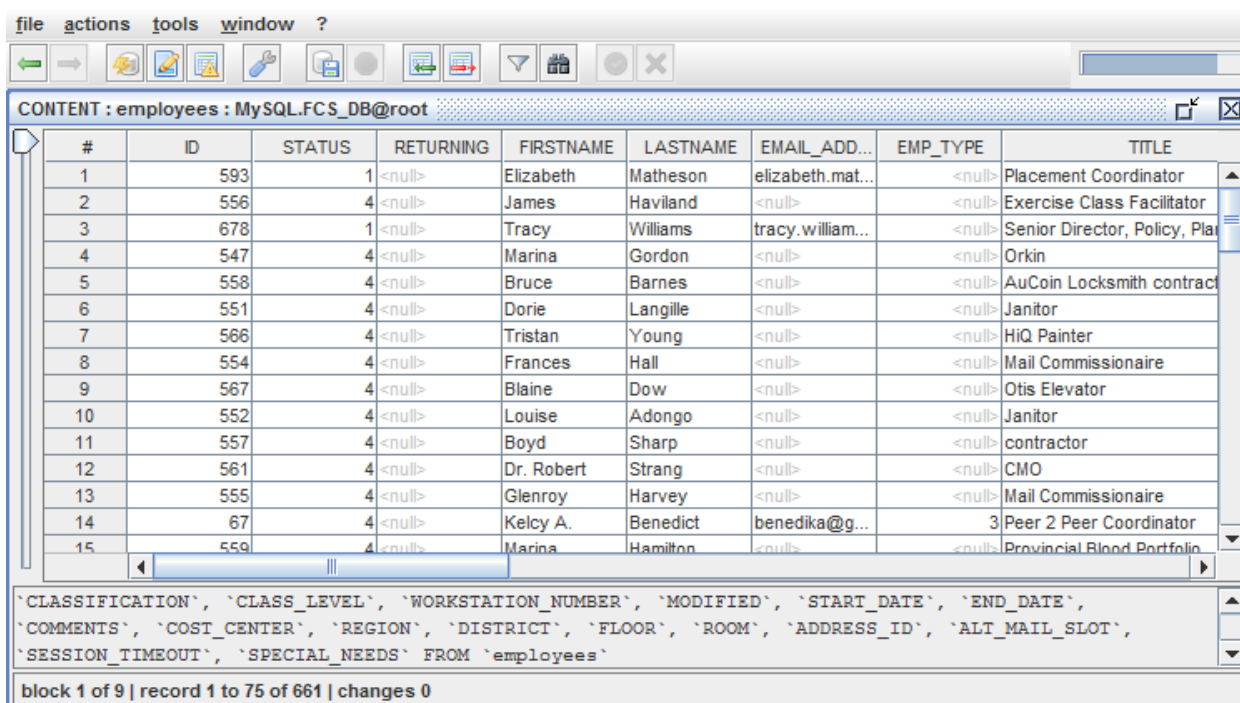 file actions tools window ?
CONTENT : employees : MySQL.FCS_DB@root
# ID STATUS RETURNING FIRSTNAME LASTNAME EMAIL_ADD... EMP_TYPE TITLE
1 593 1 <null> Elizabeth Matheson elizabeth.mat... <null> Placement Coordinator
2 556 4 <null> James Haviland <null> <null> Exercise Class Facilitator
3 678 1 <null> Tracy Williams tracy.william... <null> Senior Director, Policy, Pla
4 547 4 <null> Marina Gordon <null> <null> Orkin
5 558 4 <null> Bruce Barnes <null> <null> AuCoin Locksmith contract
6 551 4 <null> Dorie Langille <null> <null> Janitor
7 566 4 <null> Tristan Young <null> <null> HiQ Painter
8 554 4 <null> Frances Hall <null> <null> Mail Commissionaire
9 567 4 <null> Blaine Dow <null> <null> Otis Elevator
10 552 4 <null> Louise Adongo <null> <null> Janitor
11 557 4 <null> Boyd Sharp <null> <null> contractor
12 561 4 <null> Dr. Robert Strang <null> <null> CMO
13 555 4 <null> Glenroy Harvey <null> <null> Mail Commissionaire
14 67 4 <null> Kelcy A. Benedict benedika@g... 3 Peer 2 Peer Coordinator
15 559 4 <null> Marina Hamilton <null> <null> Provincial Blood Portfolio
`CLASSIFICATION`, `CLASS_LEVEL`, `WORKSTATION_NUMBER`, `MODIFIED`, `START_DATE`, `END_DATE`,
`COMMENTS`, `COST_CENTER`, `REGION`, `DISTRICT`, `FLOOR`, `ROOM`, `ADDRESS_ID`, `ALT_MAIL_SLOT`,
`SESSION_TIMEOUT`, `SPECIAL_NEEDS` FROM `employees`
block 1 of 9 | record 1 to 75 of 661 | changes 0